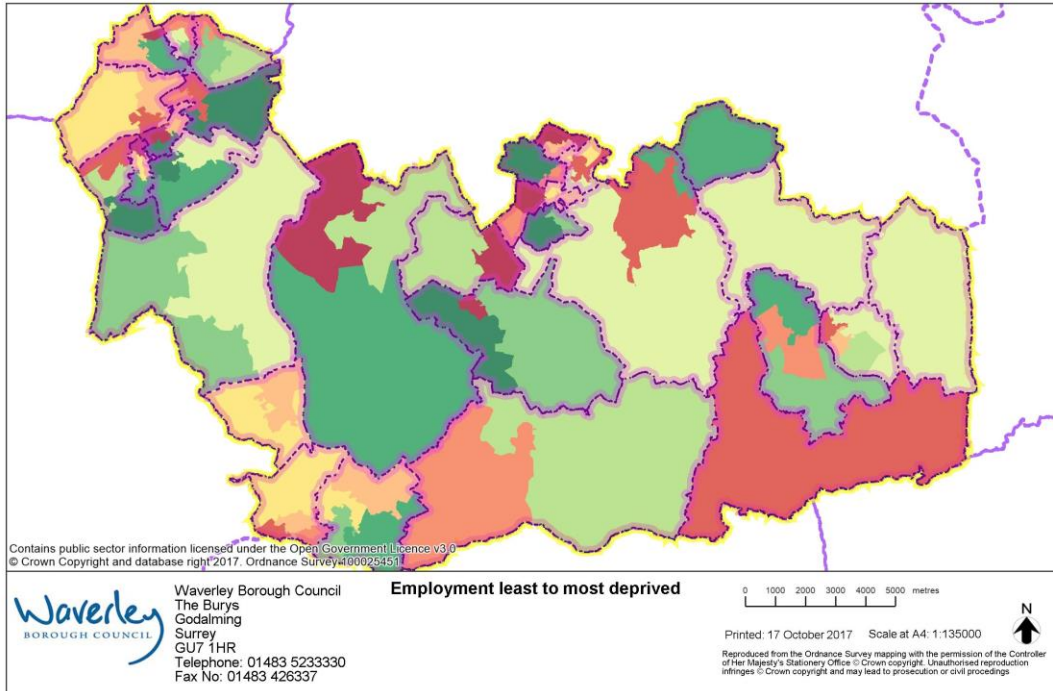 Contains public sector information licensed under the Open Government Licence v3.0
© Crown Copyright and database right 2017. Ordnance Survey 100025451
Waverley
BOROUGH COUNCIL
Waverley Borough Council
The Burys
Godalming
Surrey
GU7 1HR
Telephone: 01483 5233330
Fax No: 01483 426337
Employment least to most deprived
0 1000 2000 3000 4000 5000 metres
Printed: 17 October 2017 Scale at A4: 1:135000
N
Reproduced from the Ordnance Survey mapping with the permission of the Controller
of Her Majesty's Stationery Office © Crown copyright. Unauthorised reproduction
infringes © Crown copyright and may lead to prosecution or civil procedings